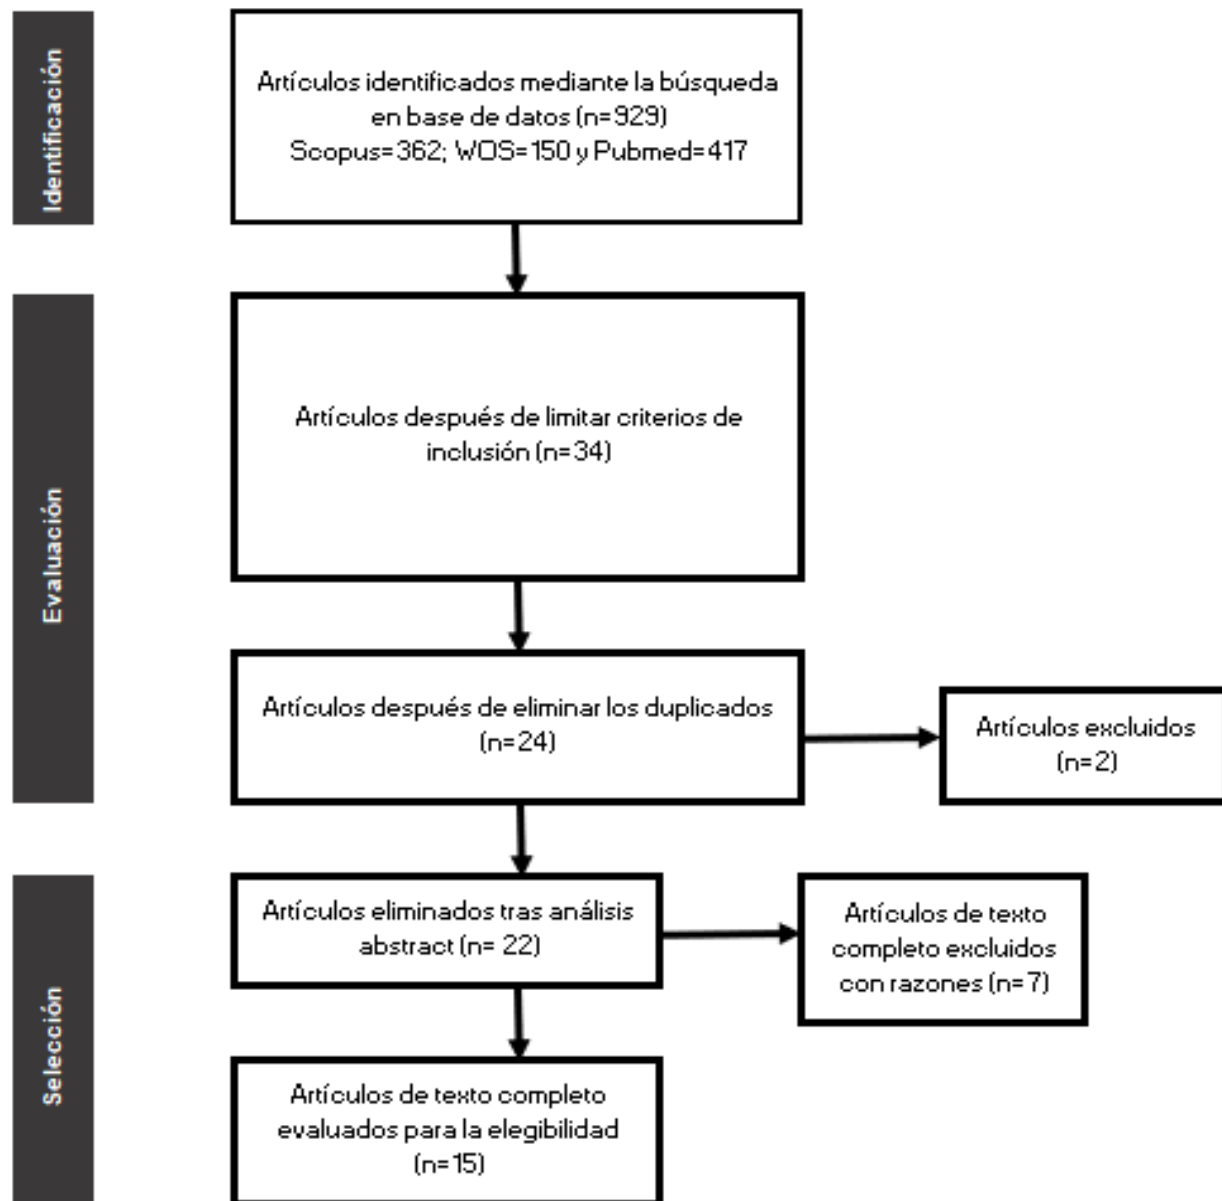 Identificación
Artículos identificados mediante la búsqueda
en base de datos (n=929)
Scopus=362; WOS=150 y Pubmed=417
Evaluación
Artículos después de limitar criterios de
inclusión (n=34)
Artículos después de eliminar los duplicados
(n=24)
Artículos excluidos
(n=2)
Selección
Artículos eliminados tras análisis
abstract (n= 22)
Artículos de texto
completo excluidos
con razones (n=7)
Artículos de texto completo
evaluados para la elegibilidad
(n=15)